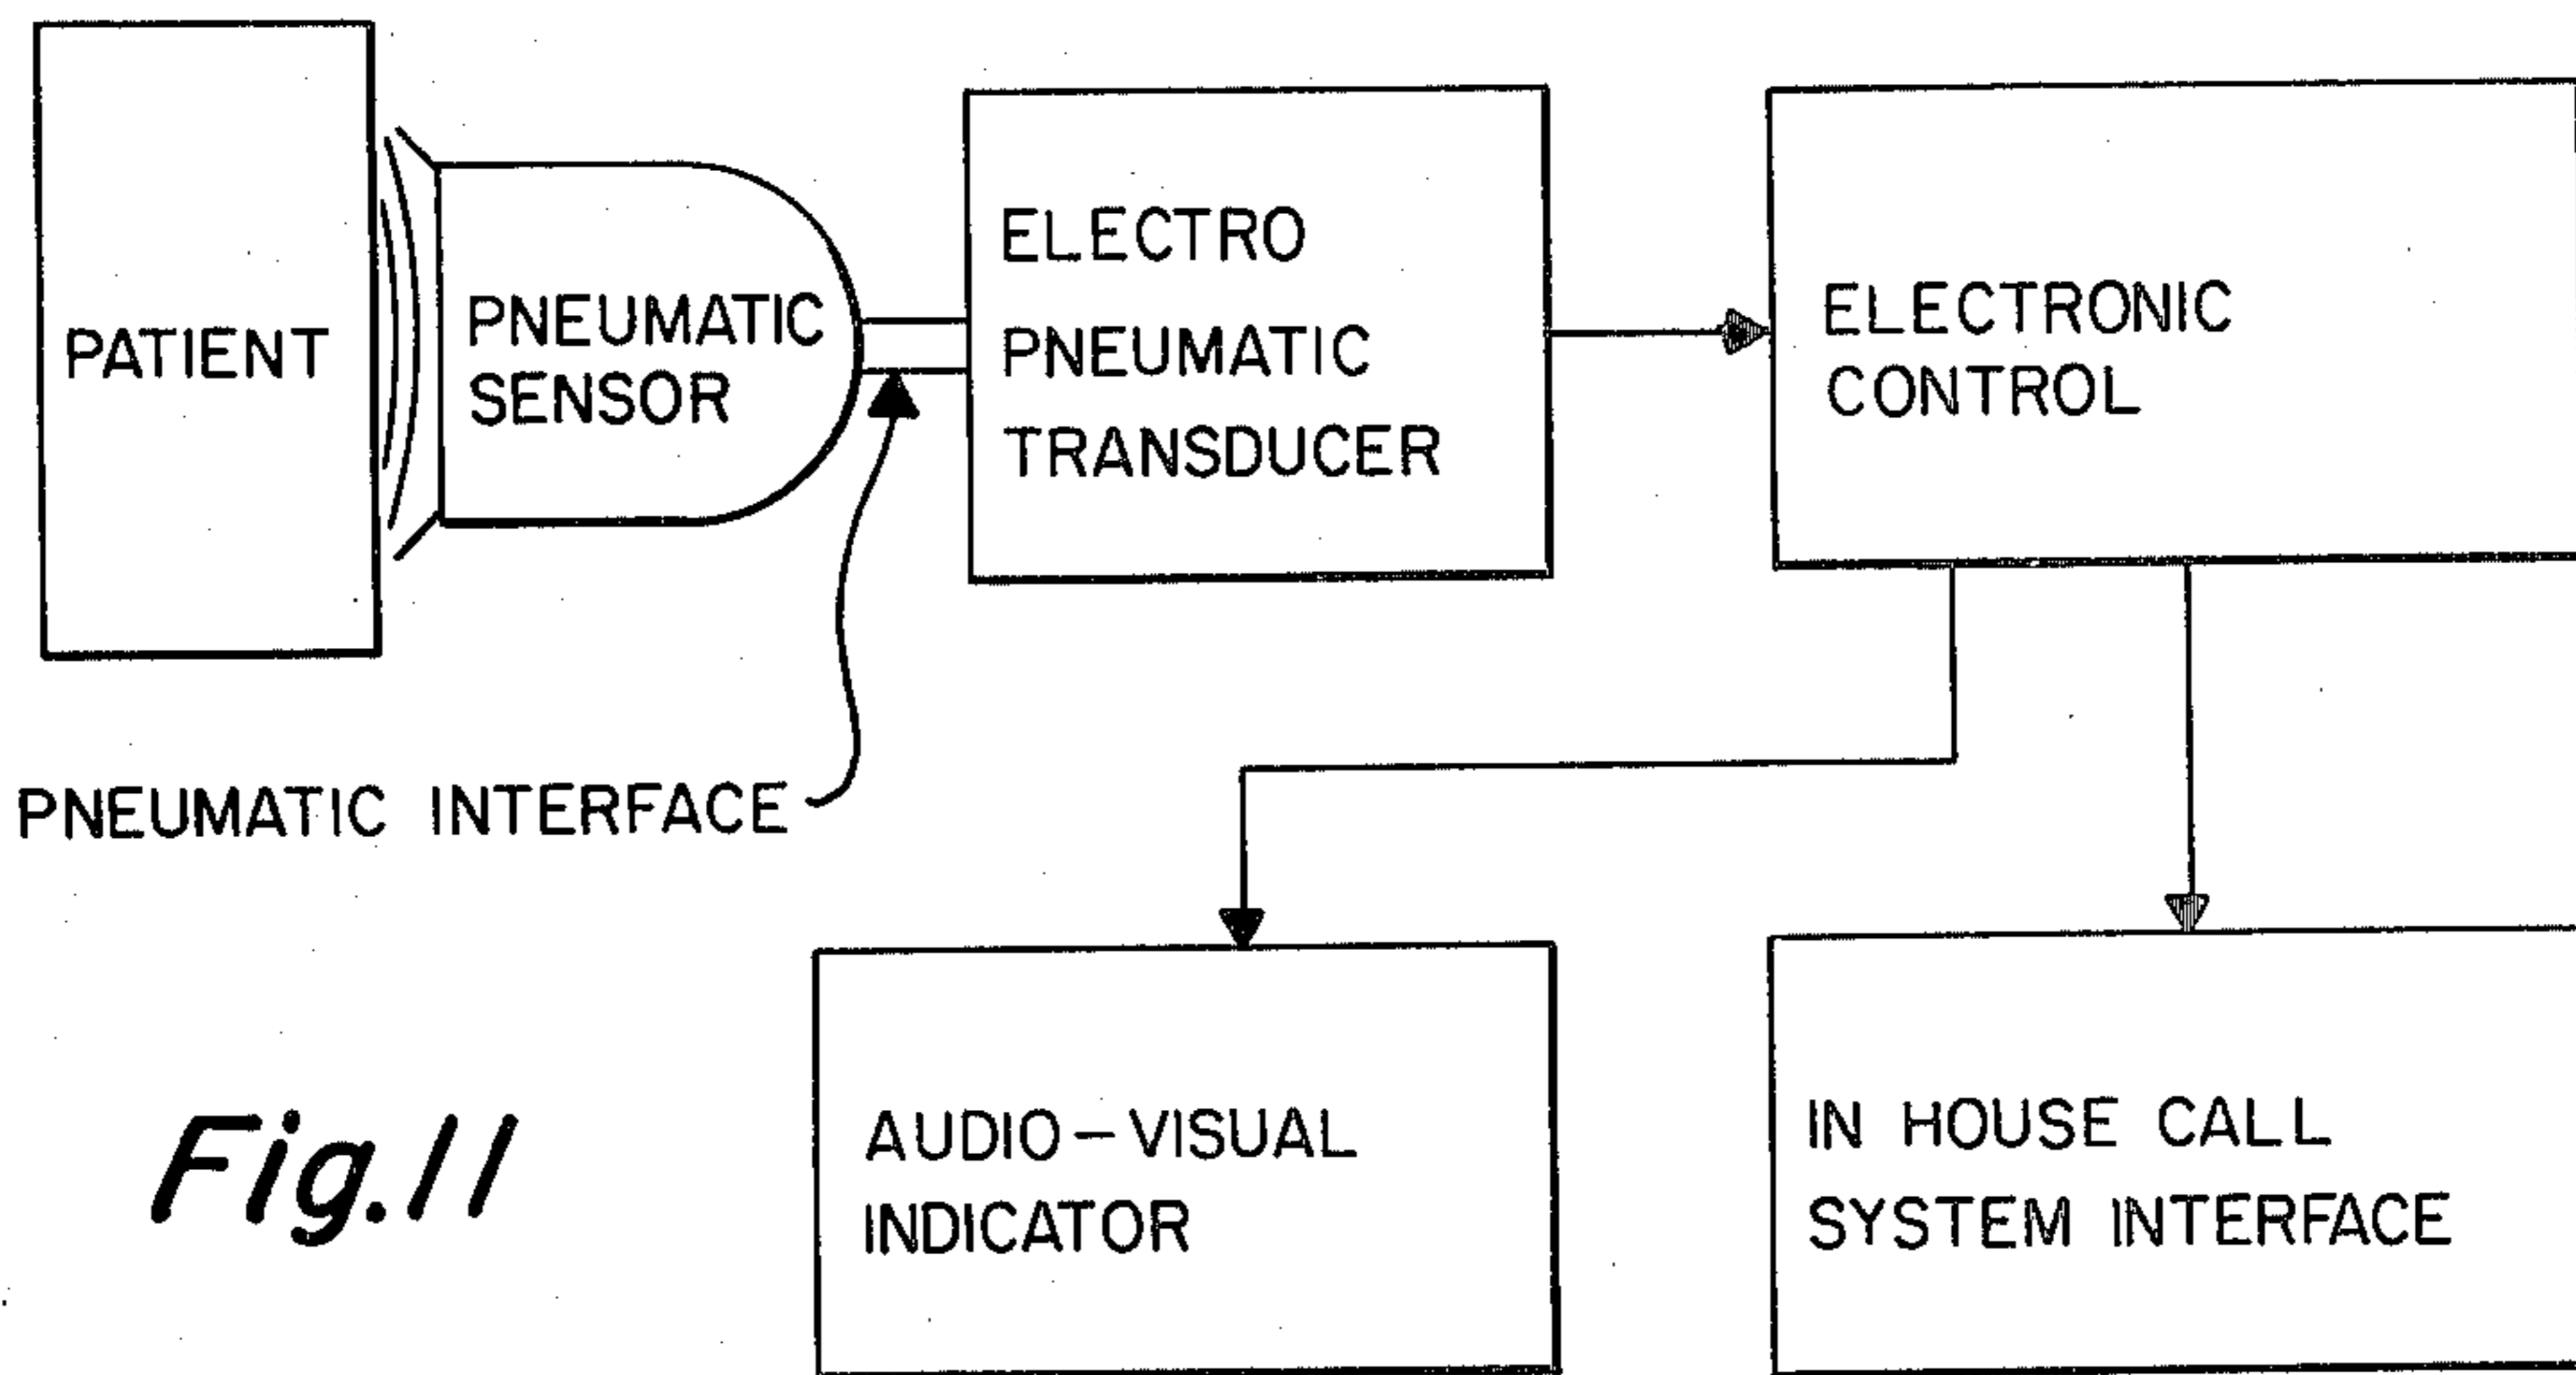 PATIENT
PNEUMATIC
SENSOR
ELECTRO
PNEUMATIC
TRANSDUCER
ELECTRONIC
CONTROL
PNEUMATIC INTERFACE
AUDIO-VISUAL
INDICATOR
IN HOUSE CALL
SYSTEM INTERFACE
Fig.11